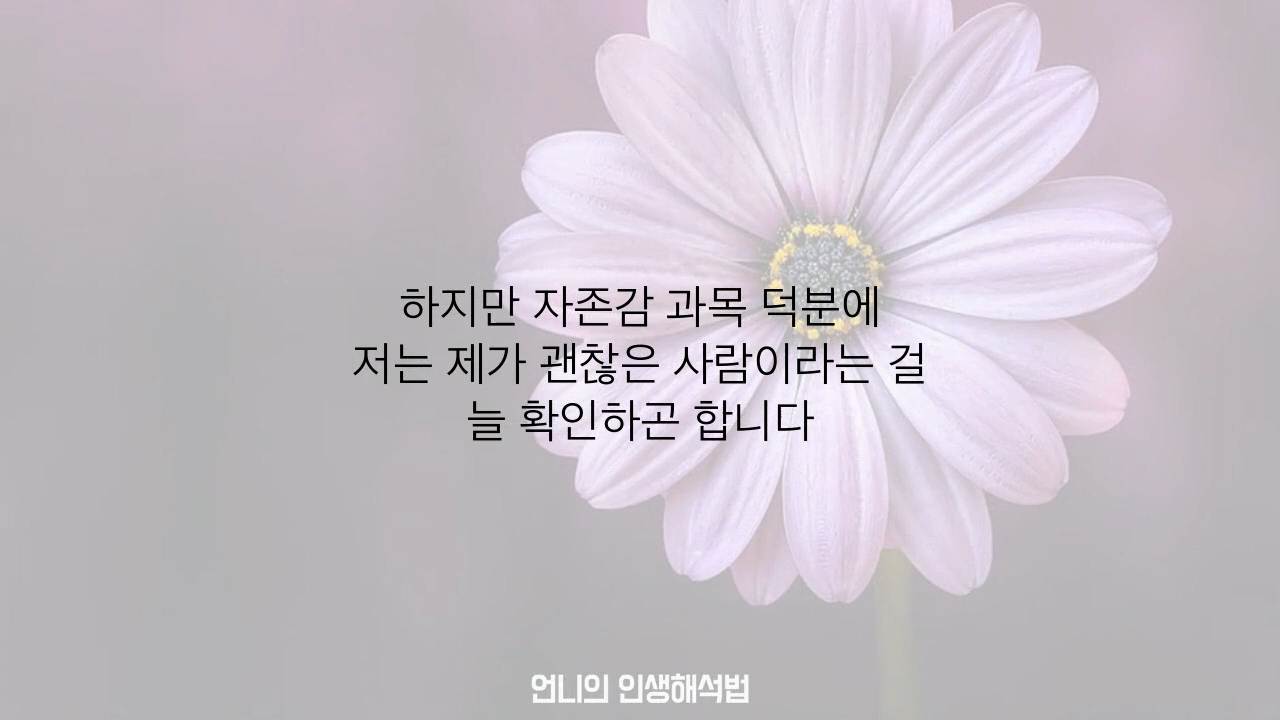 하지만 자존감 과목 덕분에
저는 제가 괜찮은 사람이라는 걸
늘 확인하곤 합니다
언니의 인생해석법